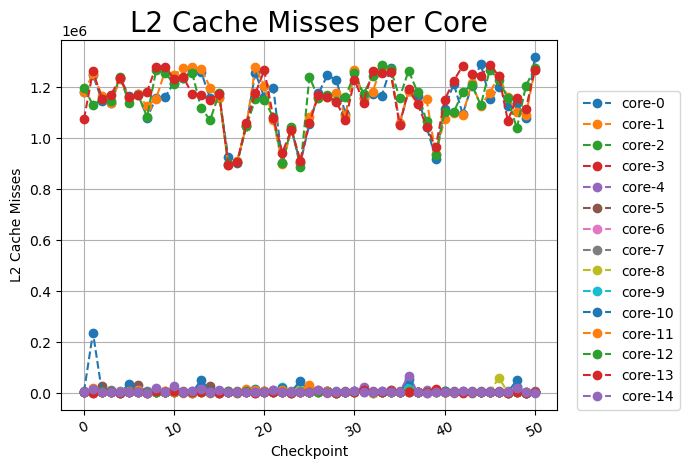 L2 Cache Misses per Core
1e6
L2 Cache Misses
1.2
1.0
0.8
0.6
0.4
0.2
0.0
0
10
20
30
40
50
Checkpoint
core-0
core-1
core-2
core-3
core-4
core-5
core-6
core-7
core-8
core-9
core-10
core-11
core-12
core-13
core-14